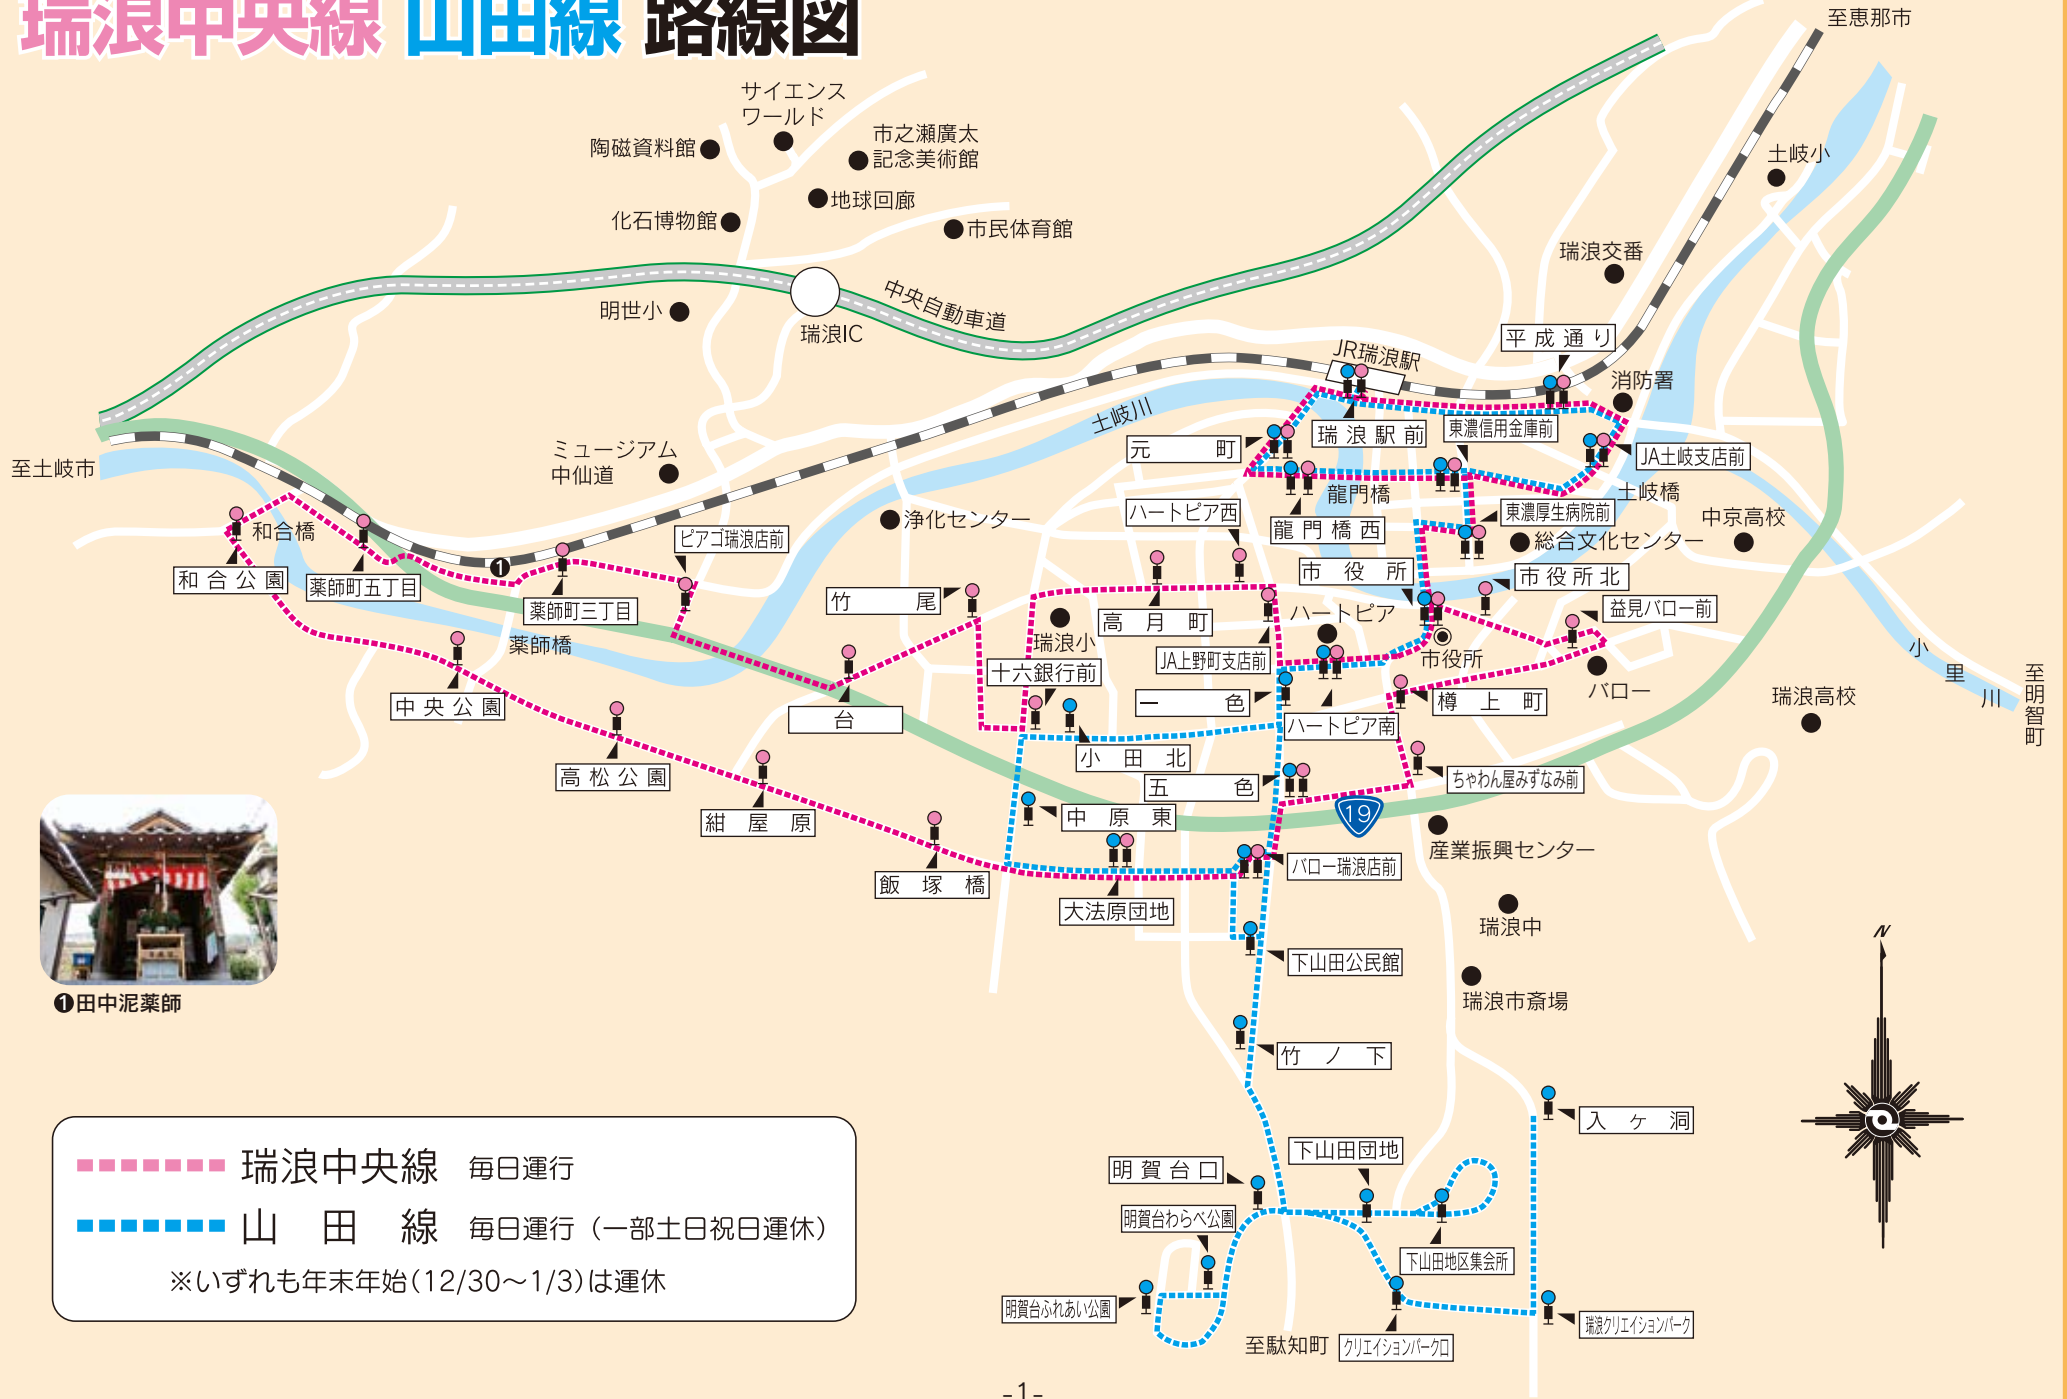 瑞浪中央線 山田線 路線図
至恵那市
サイエンス
ワールド
陶磁資料館
市之瀬廣太
記念美術館
地球回廊
化石博物館
市民体育館
土岐小
瑞浪交番
明世小
瑞浪IC
中央自動車道
平成通り
JR瑞浪駅
消防署
土岐川
瑞浪駅前
東濃信用金庫前
元町
JA土岐支店前
至土岐市
ミュージアム
中仙道
龍門橋
土岐橋
ハートピア西
龍門橋西
東濃厚生病院前
中京高校
和合橋
浄化センター
ピアゴ瑞浪店前
総合文化センター
和合公園
薬師町五丁目
❶
薬師町三丁目
市役所
市役所北
竹尾
高月町
ハートピア
益見バロー前
薬師橋
瑞浪小
JA上野町支店前
市役所
小里川
至明智町
十六銀行前
バロー
中央公園
台
一色
ハートピア南
樽上町
瑞浪高校
小田北
高松公園
五色
ちゃわん屋みずなみ前
紺屋原
中原東
19
産業振興センター
飯塚橋
大法原団地
バロー瑞浪店前
瑞浪中
下山田公民館
瑞浪市斎場
❶田中泥薬師
N
竹ノ下
入ヶ洞
瑞浪中央線 毎日運行
山田線 毎日運行（一部土日祝日運休）
※いずれも年末年始(12/30～1/3)は運休
明賀台口
下山田団地
明賀台わらべ公園
下山田地区集会所
明賀台ふれあい公園
瑞浪クリエイションパーク
至駄知町
クリエイションパーク口
-1-